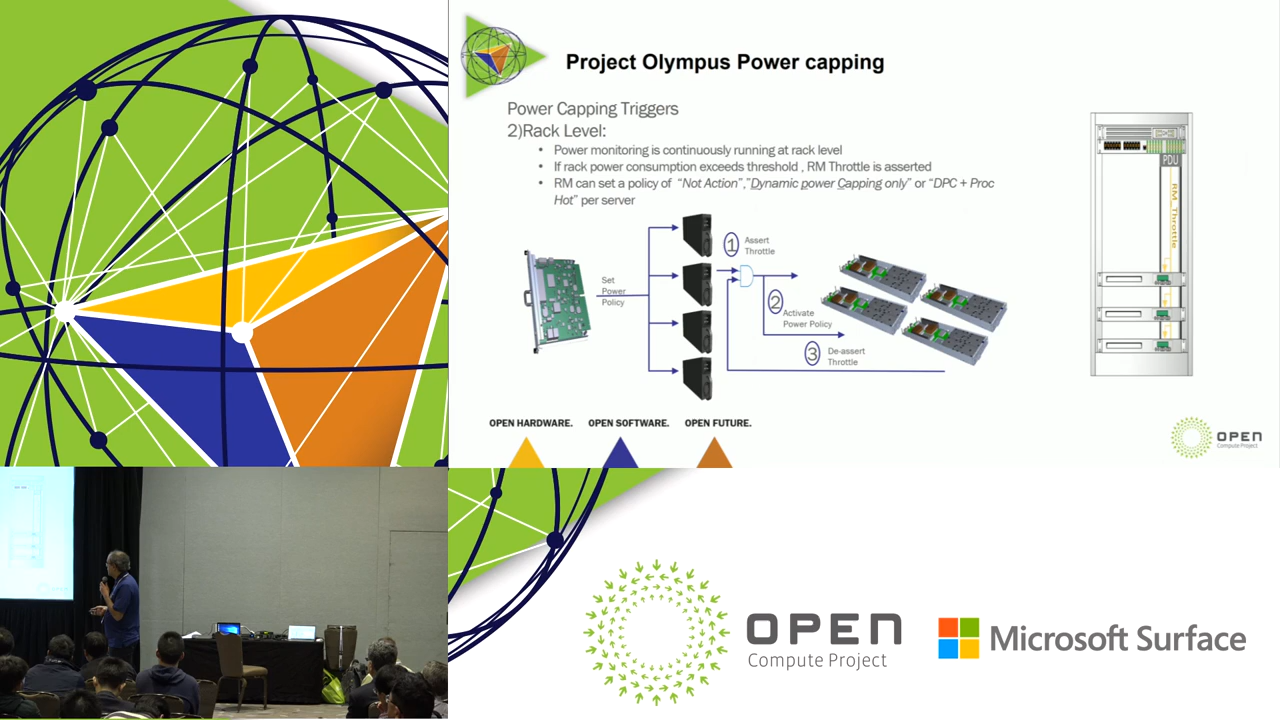 Project Olympus Power capping
Power Capping Triggers
2)Rack Level:
• Power monitoring is continuously running at rack level
• If rack power consumption exceeds threshold , RM Throttle is asserted
• RM can set a policy of “Not Action”,”Dynamic power Capping only” or “DPC + Proc
Hot” per server
Set
Power
Policy
1
Assert
Throttle
2
Activate
Power Policy
3
De-assert
Throttle
PDU
RM_Throttle
OPEN HARDWARE. OPEN SOFTWARE. OPEN FUTURE.
OPEN
Compute Project
OPEN
Compute Project
Microsoft Surface